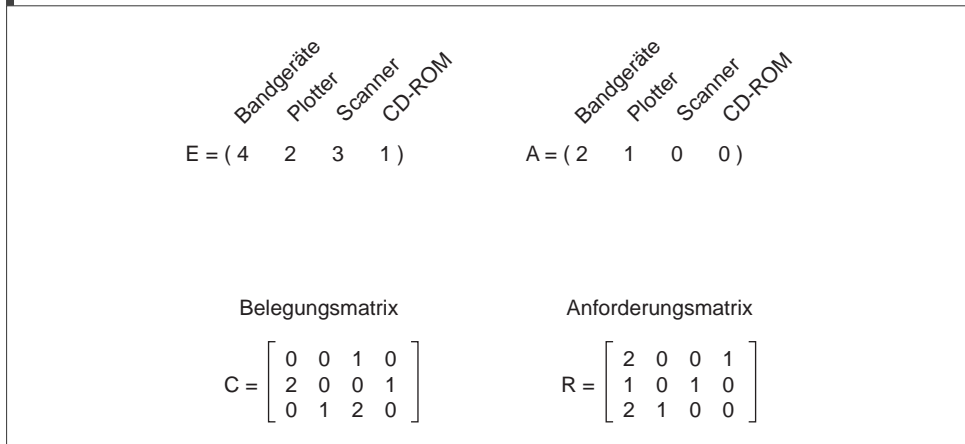 Bandgeräte Plotter Scanner CD-ROM
E = ( 4 2 3 1 )
Bandgeräte Plotter Scanner CD-ROM
A = ( 2 1 0 0 )
Belegungsmatrix
C = [ 0 0 1 0
2 0 0 1
0 1 2 0 ]
Anforderungsmatrix
R = [ 2 0 0 1
1 0 1 0
2 1 0 0 ]